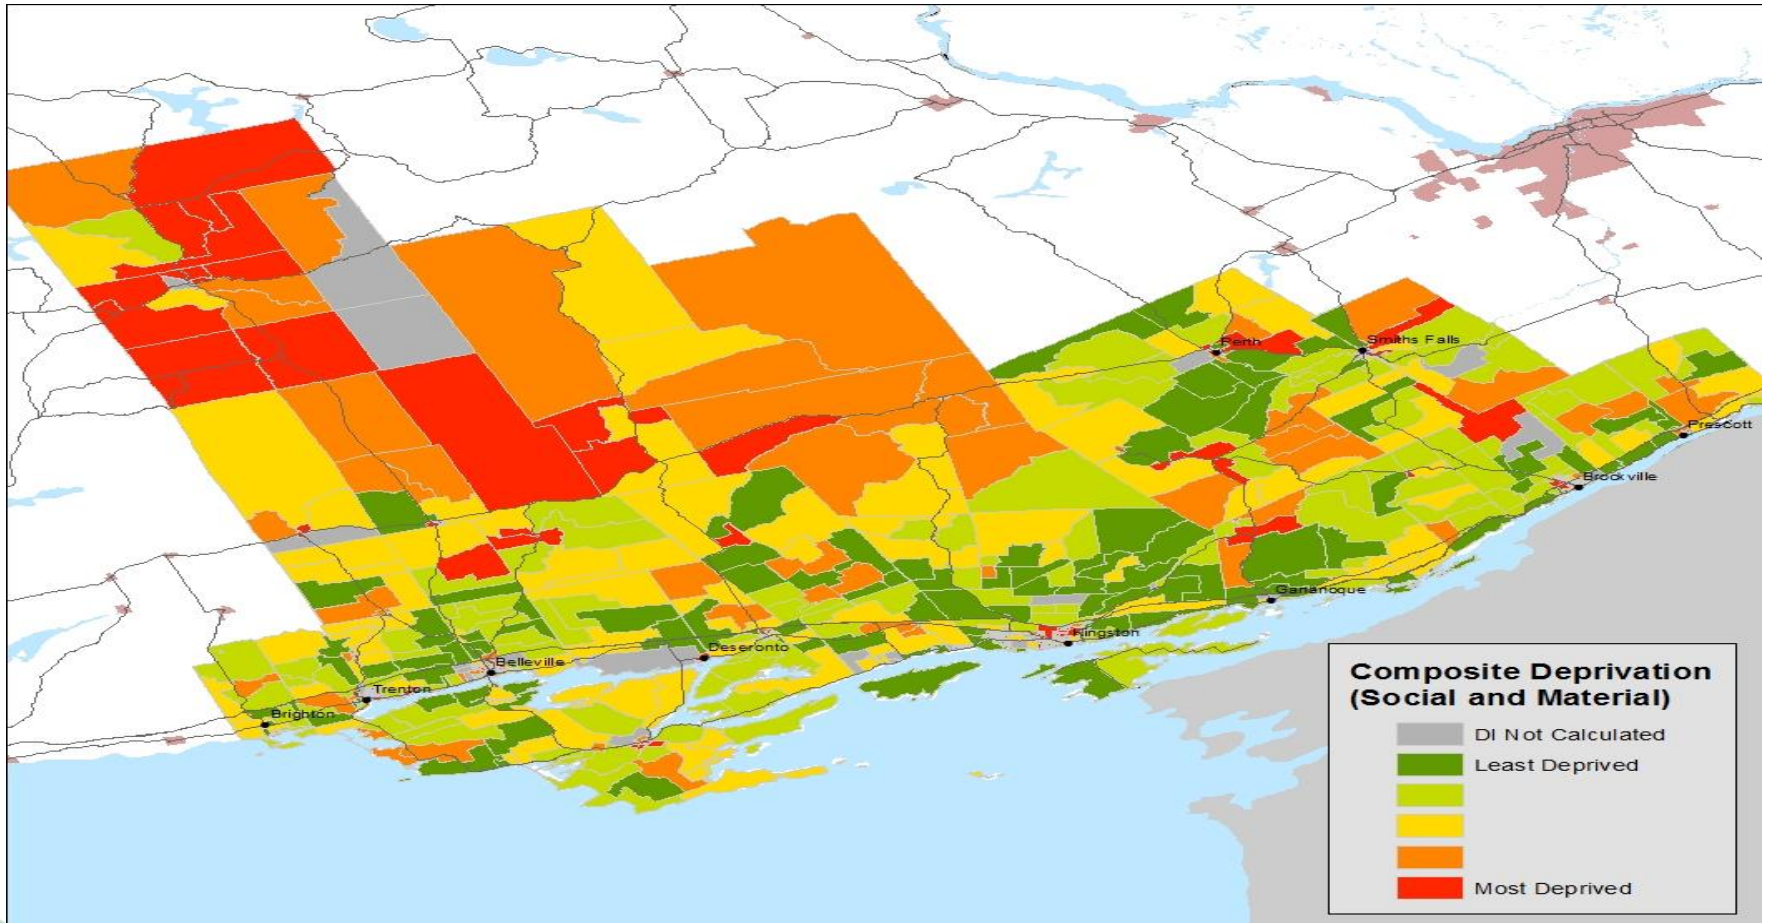 Perth
Smiths Falls
Prescott
Brockville
Gananoque
Kingston
Deseronto
Belleville
Trenton
Brighton
Composite Deprivation
(Social and Material)
DI Not Calculated
Least Deprived
Most Deprived